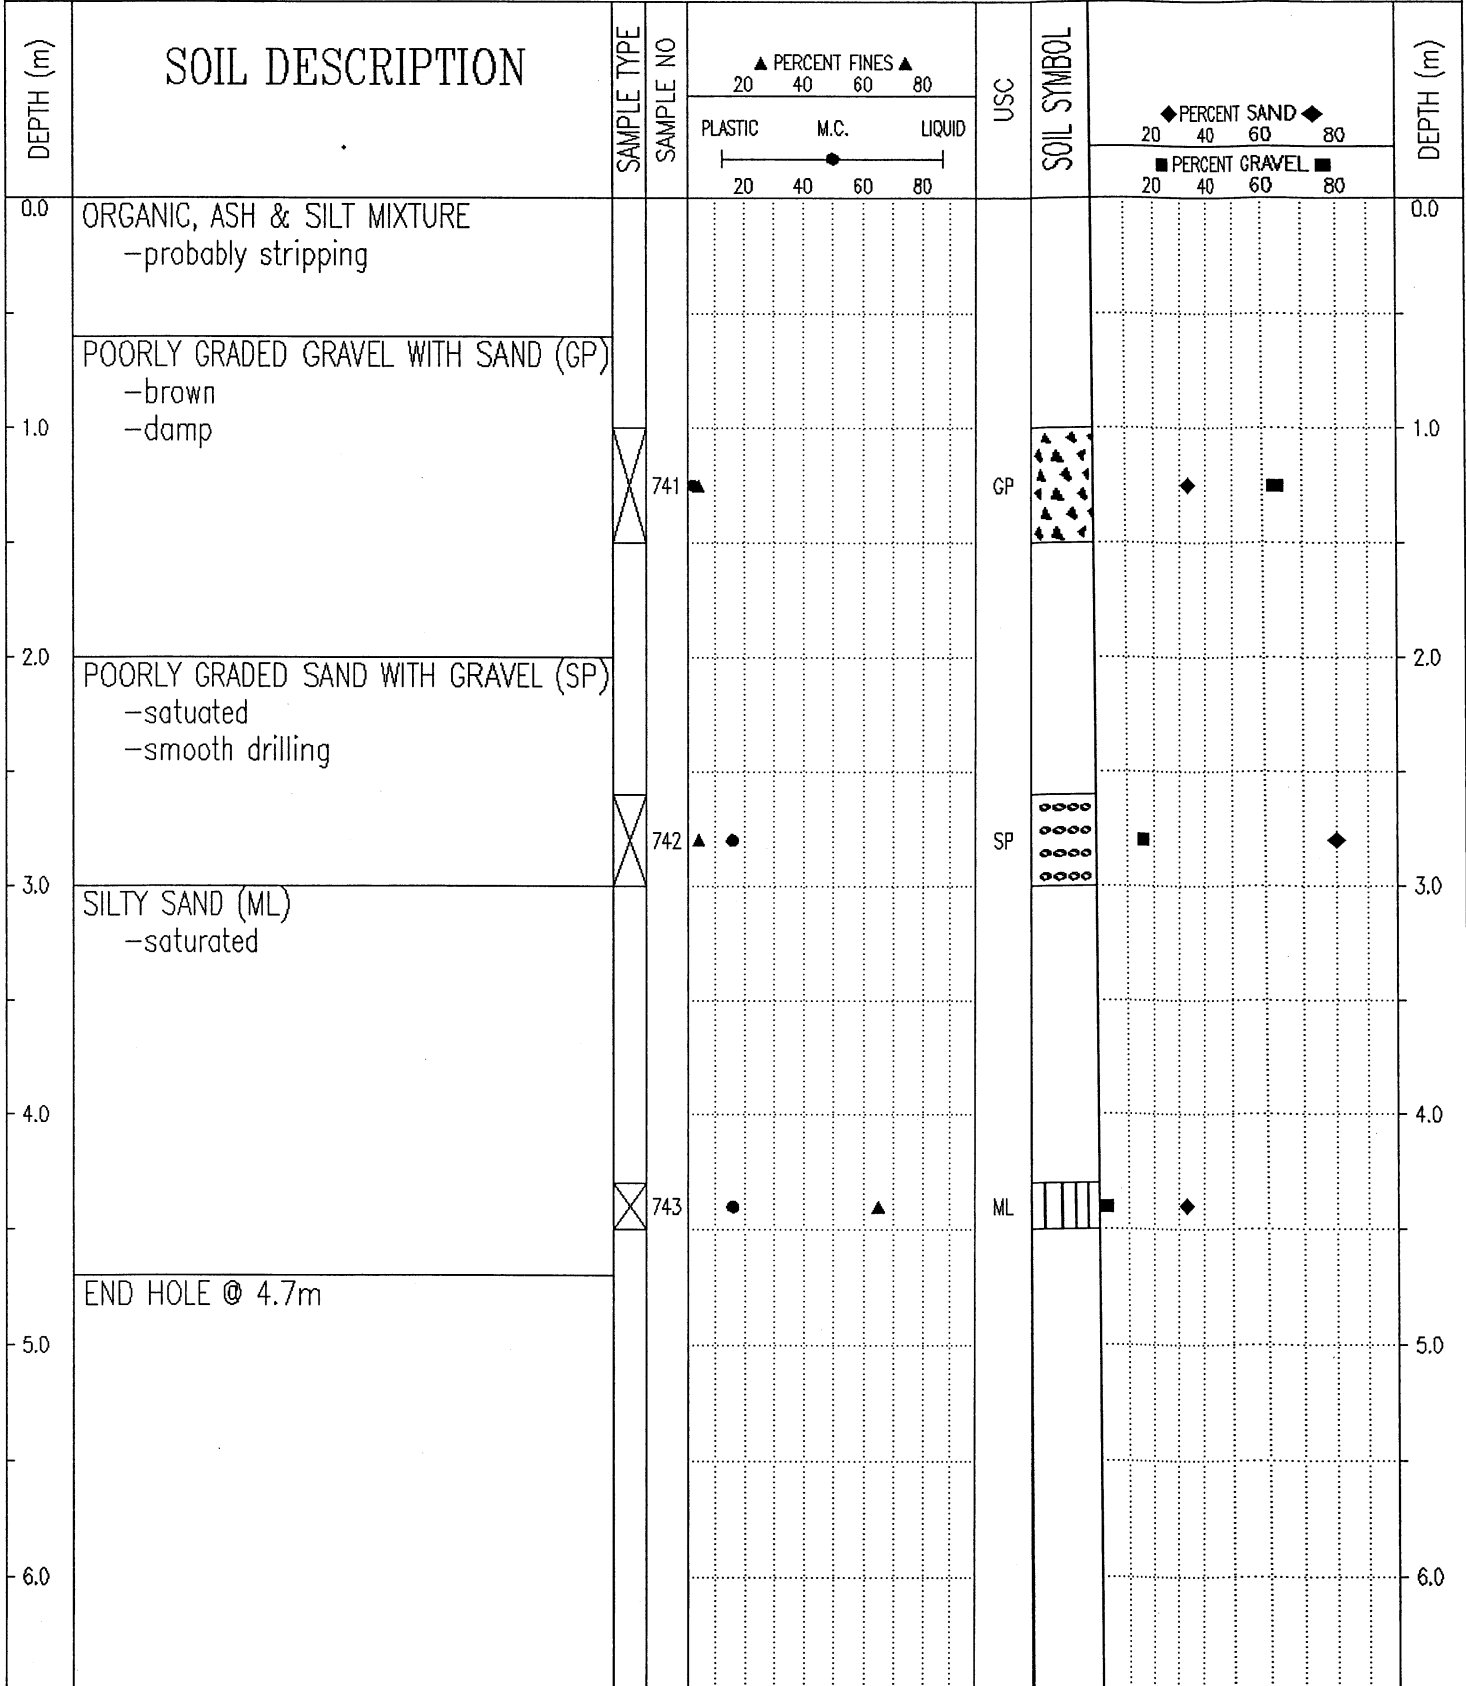 DEPTH (m)
SOIL DESCRIPTION
SAMPLE TYPE
SAMPLE NO
▲ PERCENT FINES ▲
20 40 60 80
PLASTIC M.C. LIQUID
20 40 60 80
USC
SOIL SYMBOL
◆ PERCENT SAND ◆
20 40 60 80
■ PERCENT GRAVEL ■
20 40 60 80
DEPTH (m)
0.0 ORGANIC, ASH & SILT MIXTURE 0.0
-probably stripping
POORLY GRADED GRAVEL WITH SAND (GP)
-brown
1.0 -damp 1.0
741 GP
2.0 2.0
POORLY GRADED SAND WITH GRAVEL (SP)
-satuated
-smooth drilling
742 SP
3.0 3.0
SILTY SAND (ML)
-saturated
4.0 4.0
743 ML
END HOLE @ 4.7m
5.0 5.0
6.0 6.0